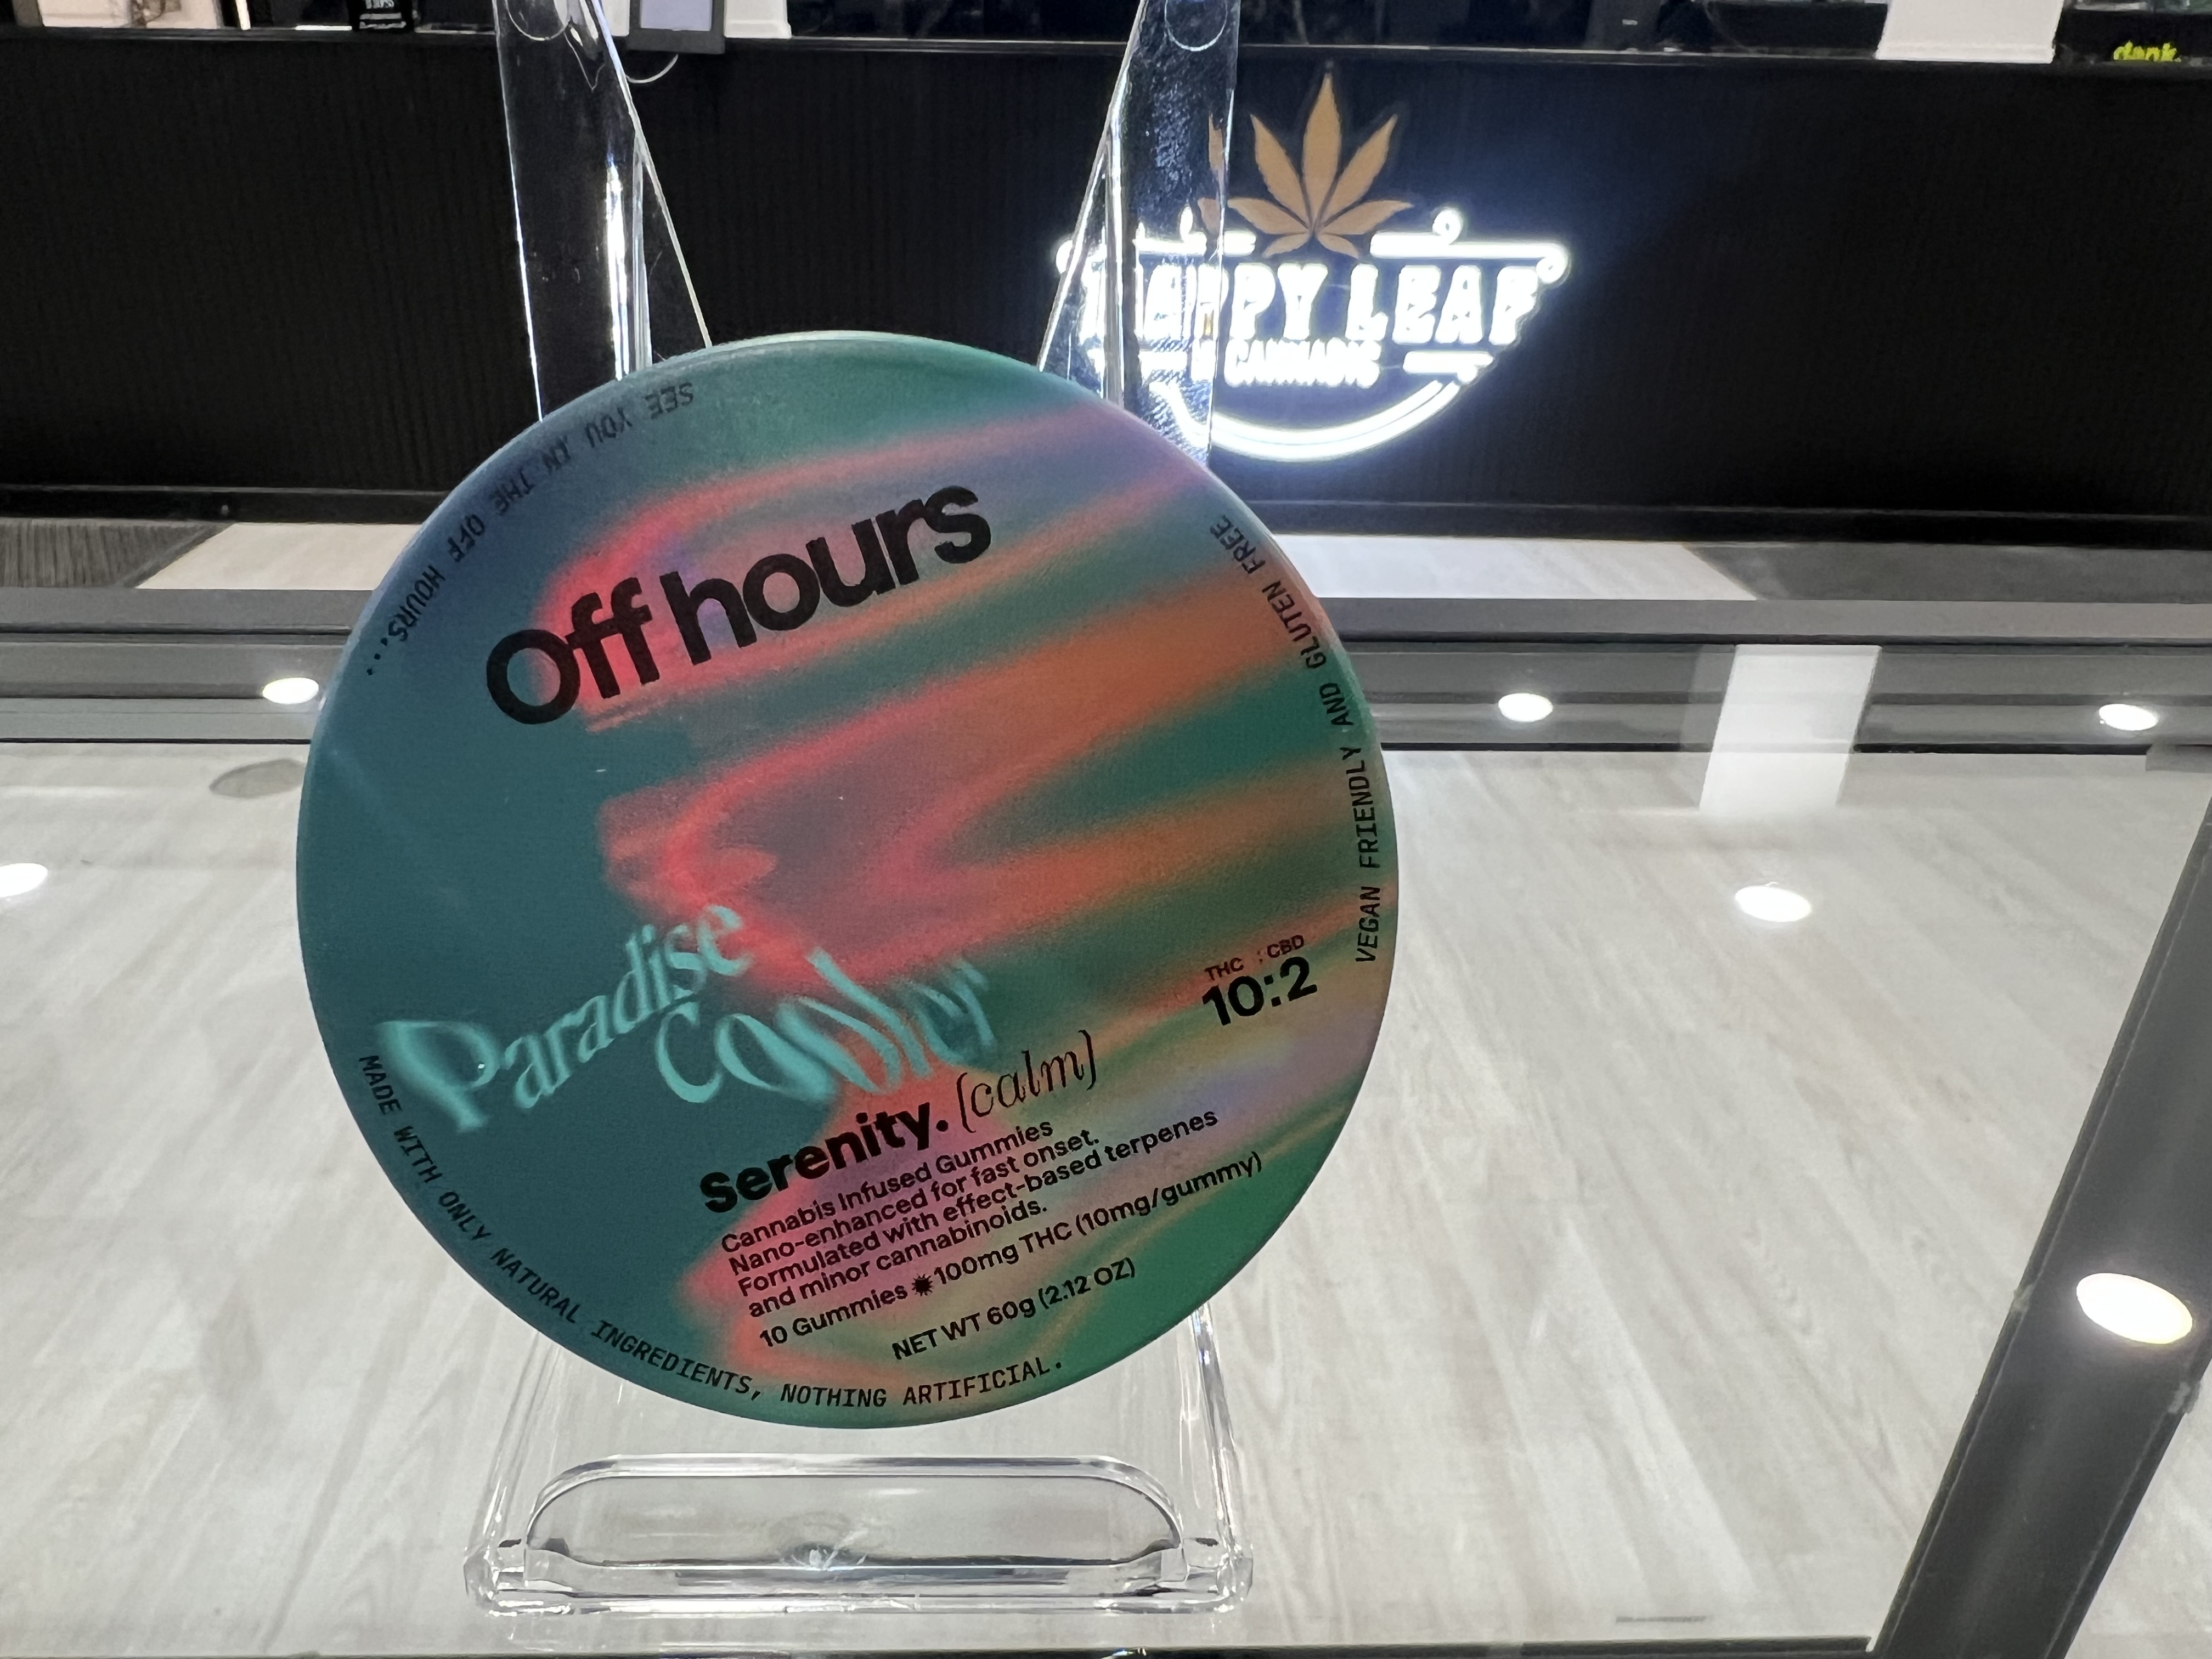 dank.
HAPPY LEAF
CANNABIS
SEE YOU IN THE OFF HOURS...
Off hours
VEGAN FRIENDLY AND GLUTEN FREE
Paradise
Cooler
THC : CBD
10:2
Serenity. [calm]
Cannabis Infused Gummies
Nano-enhanced for fast onset.
Formulated with effect-based terpenes
and minor cannabinoids.
10 Gummies ✹ 100mg THC (10mg/gummy)
NET WT 60g (2.12 OZ)
MADE WITH ONLY NATURAL INGREDIENTS, NOTHING ARTIFICIAL.